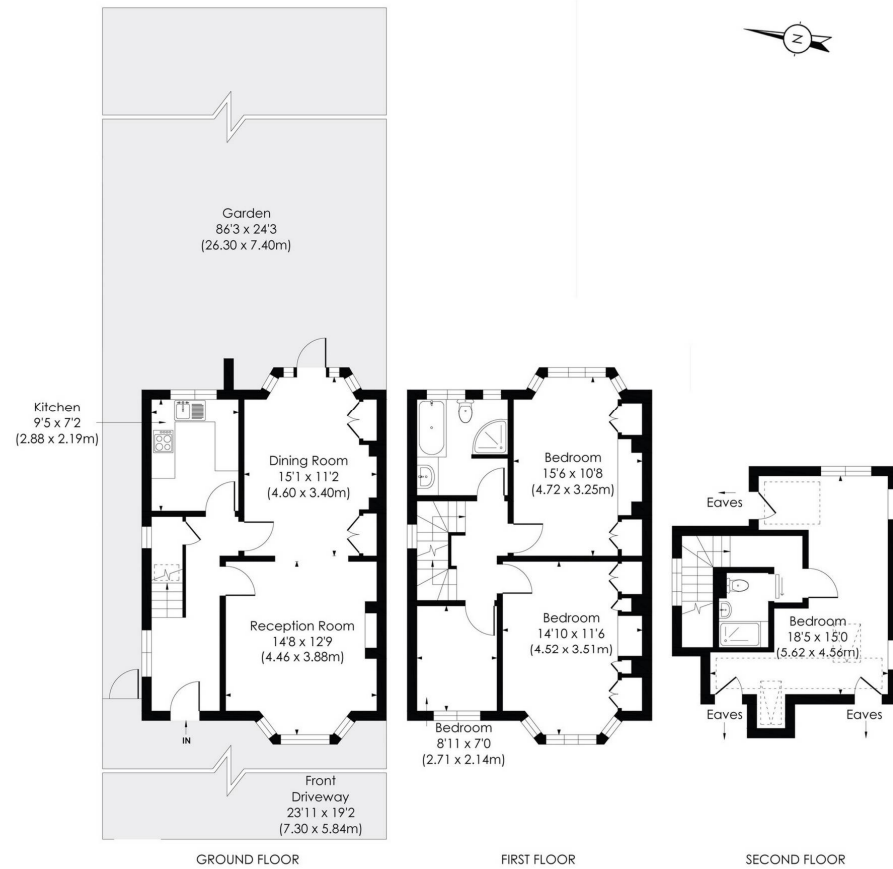 N
Garden
86'3 x 24'3
(26.30 x 7.40m)
Kitchen
9'5 x 7'2
(2.88 x 2.19m)
Dining Room
15'1 x 11'2
(4.60 x 3.40m)
Reception Room
14'8 x 12'9
(4.46 x 3.88m)
IN
Front
Driveway
23'11 x 19'2
(7.30 x 5.84m)
GROUND FLOOR
Bedroom
15'6 x 10'8
(4.72 x 3.25m)
Bedroom
14'10 x 11'6
(4.52 x 3.51m)
Bedroom
8'11 x 7'0
(2.71 x 2.14m)
FIRST FLOOR
Eaves
Bedroom
18'5 x 15'0
(5.62 x 4.56m)
Eaves
Eaves
SECOND FLOOR